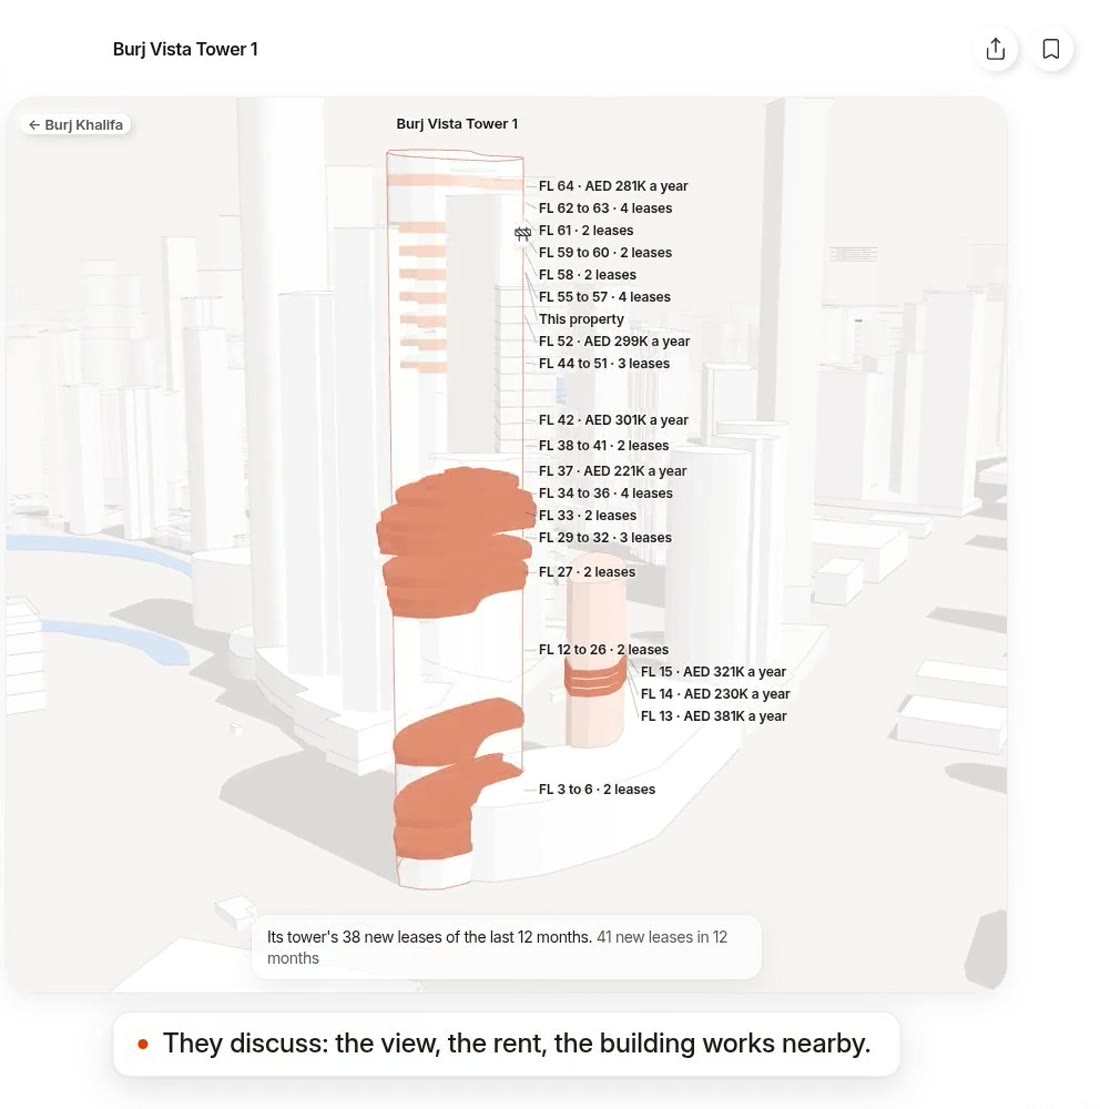 Burj Vista Tower 1
← Burj Khalifa
Burj Vista Tower 1
FL 64 · AED 281K a year
FL 62 to 63 · 4 leases
FL 61 · 2 leases
FL 59 to 60 · 2 leases
FL 58 · 2 leases
FL 55 to 57 · 4 leases
This property
FL 52 · AED 299K a year
FL 44 to 51 · 3 leases
FL 42 · AED 301K a year
FL 38 to 41 · 2 leases
FL 37 · AED 221K a year
FL 34 to 36 · 4 leases
FL 33 · 2 leases
FL 29 to 32 · 3 leases
FL 27 · 2 leases
FL 12 to 26 · 2 leases
FL 15 · AED 321K a year
FL 14 · AED 230K a year
FL 13 · AED 381K a year
FL 3 to 6 · 2 leases
Its tower's 38 new leases of the last 12 months. 41 new leases in 12
months
They discuss: the view, the rent, the building works nearby.